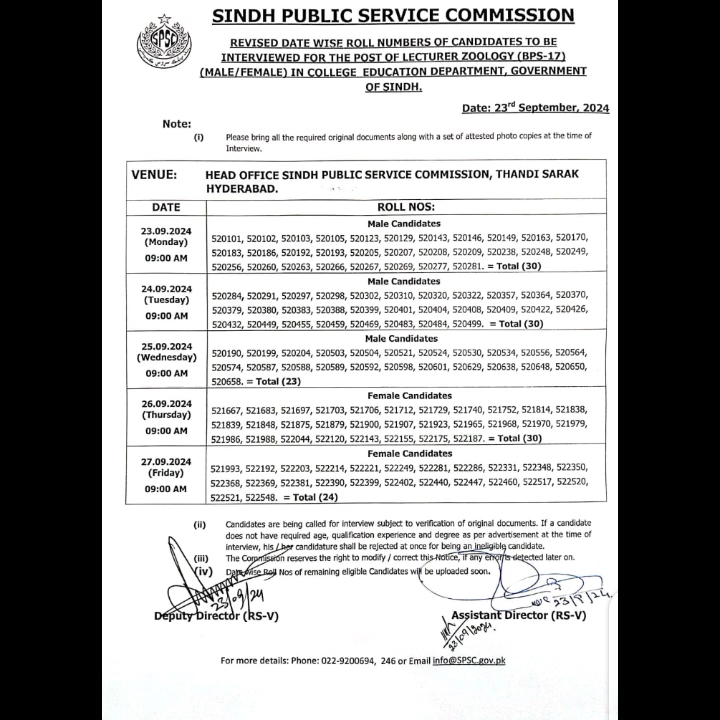 SINDH PUBLIC SERVICE COMMISSION
SPSC
REVISED DATE WISE ROLL NUMBERS OF CANDIDATES TO BE
INTERVIEWED FOR THE POST OF LECTURER ZOOLOGY (BPS-17)
(MALE/FEMALE) IN COLLEGE EDUCATION DEPARTMENT, GOVERNMENT
OF SINDH.
Date: 23rd September, 2024
Note:
(i) Please bring all the required original documents along with a set of attested photo copies at the time of
Interview.
VENUE: HEAD OFFICE SINDH PUBLIC SERVICE COMMISSION, THANDI SARAK
HYDERABAD.
DATE ROLL NOS:
23.09.2024
(Monday)
09:00 AM
Male Candidates
520101, 520102, 520103, 520105, 520123, 520129, 520143, 520146, 520149, 520163, 520170,
520183, 520186, 520192, 520193, 520205, 520207, 520208, 520209, 520238, 520248, 520249,
520256, 520260, 520263, 520266, 520267, 520269, 520277, 520281. = Total (30)
24.09.2024
(Tuesday)
09:00 AM
Male Candidates
520284, 520291, 520297, 520298, 520302, 520310, 520320, 520322, 520357, 520364, 520370,
520379, 520380, 520383, 520388, 520399, 520401, 520404, 520408, 520409, 520422, 520426,
520432, 520449, 520455, 520459, 520469, 520483, 520484, 520499. = Total (30)
25.09.2024
(Wednesday)
09:00 AM
Male Candidates
520190, 520199, 520204, 520503, 520504, 520521, 520524, 520530, 520534, 520556, 520564,
520574, 520587, 520588, 520589, 520592, 520598, 520601, 520629, 520638, 520648, 520650,
520658. = Total (23)
26.09.2024
(Thursday)
09:00 AM
Female Candidates
521667, 521683, 521697, 521703, 521706, 521712, 521729, 521740, 521752, 521814, 521838,
521839, 521848, 521875, 521879, 521900, 521907, 521923, 521965, 521968, 521970, 521979,
521986, 521988, 522044, 522120, 522143, 522155, 522175, 522187. = Total (30)
27.09.2024
(Friday)
09:00 AM
Female Candidates
521993, 522192, 522203, 522214, 522221, 522249, 522281, 522286, 522331, 522348, 522350,
522368, 522369, 522381, 522390, 522399, 522402, 522440, 522447, 522460, 522517, 522520,
522521, 522548. = Total (24)
(ii) Candidates are being called for interview subject to verification of original documents. If a candidate
does not have required age, qualification experience and degree as per advertisement at the time of
interview, his / her candidature shall be rejected at once for being an ineligible candidate.
(iii) The Commission reserves the right to modify / correct this Notice, if any error is detected later on.
(iv) Date wise Roll Nos of remaining eligible Candidates will be uploaded soon.
23/09/24
23/9/24
Deputy Director (RS-V) Assistant Director (RS-V)
23/09/2024
For more details: Phone: 022-9200694, 246 or Email info@SPSC.gov.pk